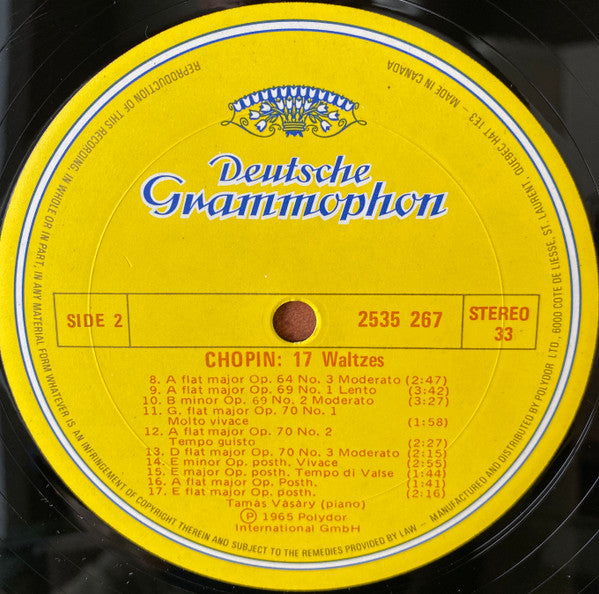 Deutsche
Grammophon
SIDE 2
2535 267
STEREO
33
CHOPIN: 17 Waltzes
8. A flat major Op. 64 No. 3 Moderato (2:47)
9. A flat major Op. 69 No. 1 Lento (3:42)
10. B minor Op. 69 No. 2 Moderato (3:27)
11. G. flat major Op. 70 No. 1
Molto vivace (1:58)
12. A flat major Op. 70 No. 2
Tempo guisto (2:27)
13. D flat major Op. 70 No. 3 Moderato (2:15)
14. E minor Op. posth. Vivace (2:55)
15. E major Op. posth. Tempo di Valse (1:44)
16. A flat major Op. Posth. (1:41)
17. E flat major Op. posth. (2:16)
Tamás Vásáry (piano)
Ⓟ 1965 Polydor
International GmbH
REPRODUCTION OF THIS RECORDING, IN WHOLE OR IN PART, IN ANY MATERIAL FORM WHATEVER IS AN INFRINGEMENT OF COPYRIGHT THEREIN AND SUBJECT TO THE REMEDIES PROVIDED BY LAW – MANUFACTURED AND DISTRIBUTED BY POLYDOR LTD., 6000 COTE DE LIESSE, ST. LAURENT, QUEBEC H4T 1E3 – MADE IN CANADA